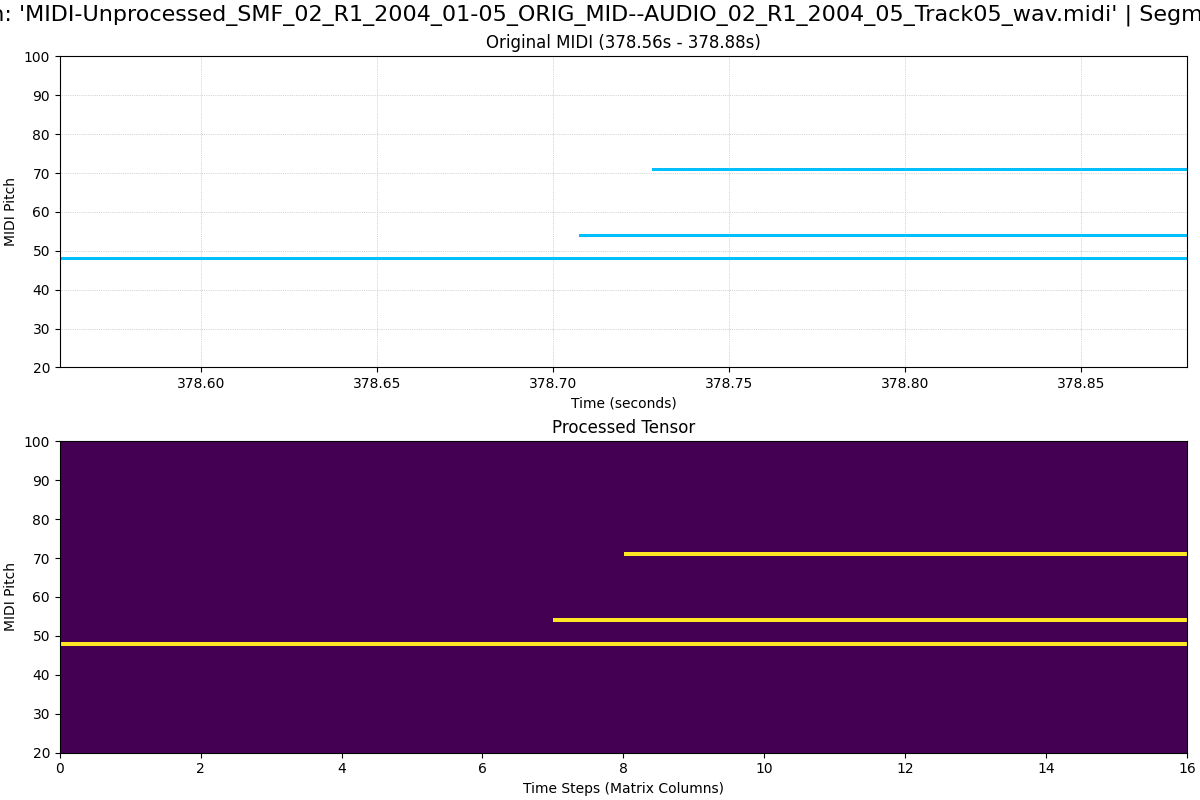 : 'MIDI-Unprocessed_SMF_02_R1_2004_01-05_ORIG_MID--AUDIO_02_R1_2004_05_Track05_wav.midi' | Segm
Original MIDI (378.56s - 378.88s)
100
90
80
70
60
50
40
30
20
MIDI Pitch
378.60 378.65 378.70 378.75 378.80 378.85
Time (seconds)
Processed Tensor
100
90
80
70
60
50
40
30
20
MIDI Pitch
0 2 4 6 8 10 12 14 16
Time Steps (Matrix Columns)